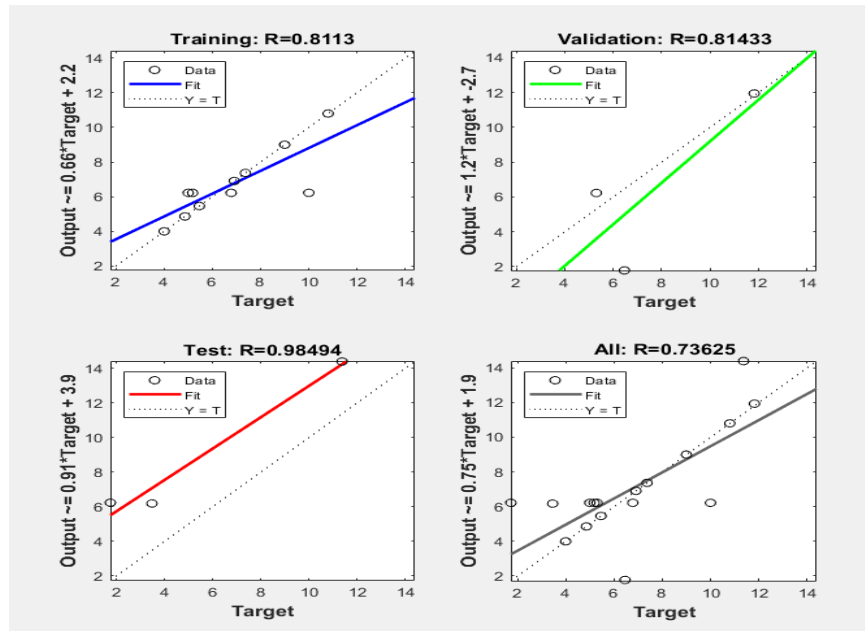 Training: R=0.8113
Output ~= 0.66*Target + 2.2
14
12
10
8
6
4
2
Data
Fit
Y = T
2 4 6 8 10 12 14
Target
Validation: R=0.81433
Output ~= 1.2*Target + -2.7
14
12
10
8
6
4
2
Data
Fit
Y = T
2 4 6 8 10 12 14
Target
Test: R=0.98494
Output ~= 0.91*Target + 3.9
14
12
10
8
6
4
2
Data
Fit
Y = T
2 4 6 8 10 12 14
Target
All: R=0.73625
Output ~= 0.75*Target + 1.9
14
12
10
8
6
4
2
Data
Fit
Y = T
2 4 6 8 10 12 14
Target